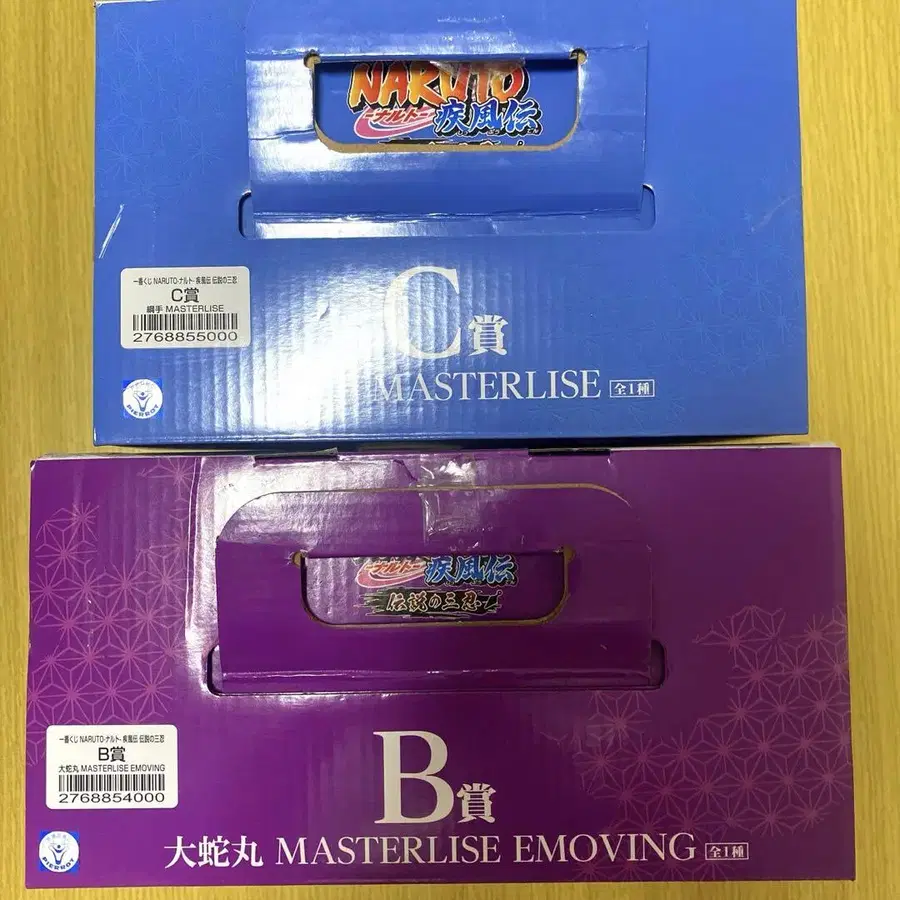 NARUTO
-ナルト-
疾風伝
一番くじ NARUTO-ナルト- 疾風伝 伝説の三忍
C賞
綱手 MASTERLISE
2768855000
C賞
MASTERLISE 全1種
PIERROT
-ナルト-
疾風伝
伝説の三忍
一番くじ NARUTO-ナルト- 疾風伝 伝説の三忍
B賞
大蛇丸 MASTERLISE EMOVING
2768854000
B賞
大蛇丸 MASTERLISE EMOVING 全1種
PIERROT